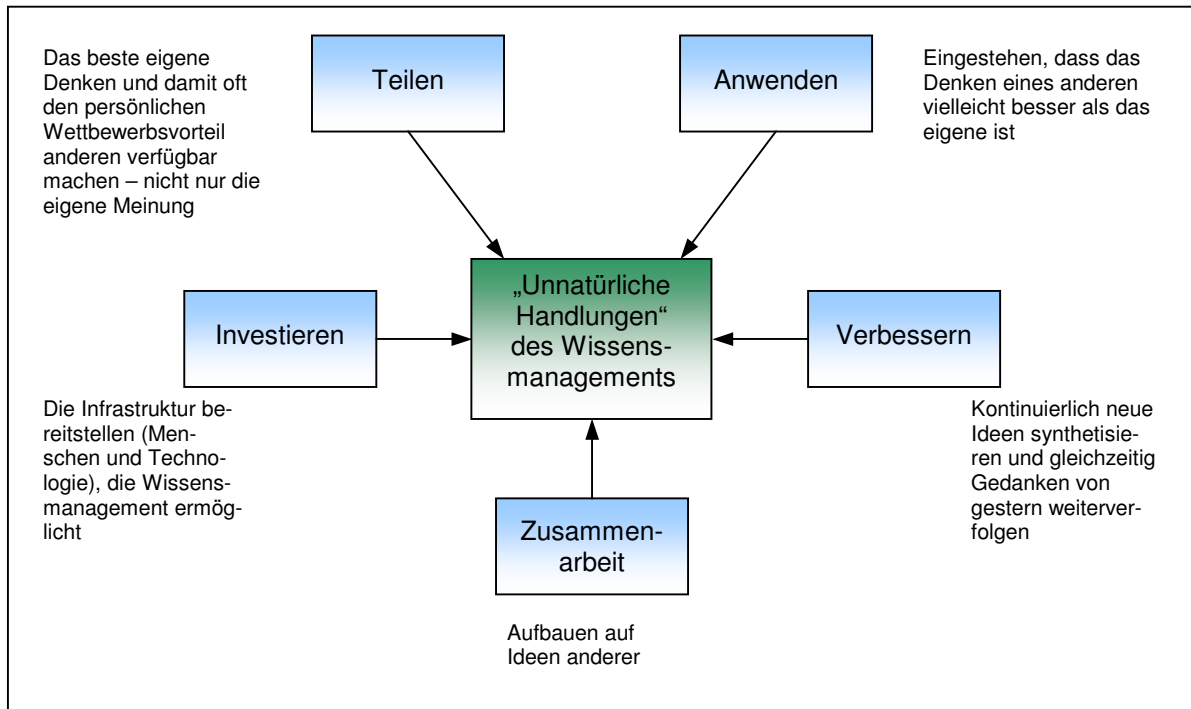 Das beste eigene
Denken und damit oft
den persönlichen
Wettbewerbsvorteil
anderen verfügbar
machen – nicht nur die
eigene Meinung
Teilen
Anwenden
Eingestehen, dass das
Denken eines anderen
vielleicht besser als das
eigene ist
Investieren
„Unnatürliche
Handlungen“
des Wissens-
managements
Verbessern
Die Infrastruktur be-
reitstellen (Men-
schen und Techno-
logie), die Wissens-
management ermög-
licht
Kontinuierlich neue
Ideen synthetisie-
ren und gleichzeitig
Gedanken von
gestern weiterver-
folgen
Zusammen-
arbeit
Aufbauen auf
Ideen anderer